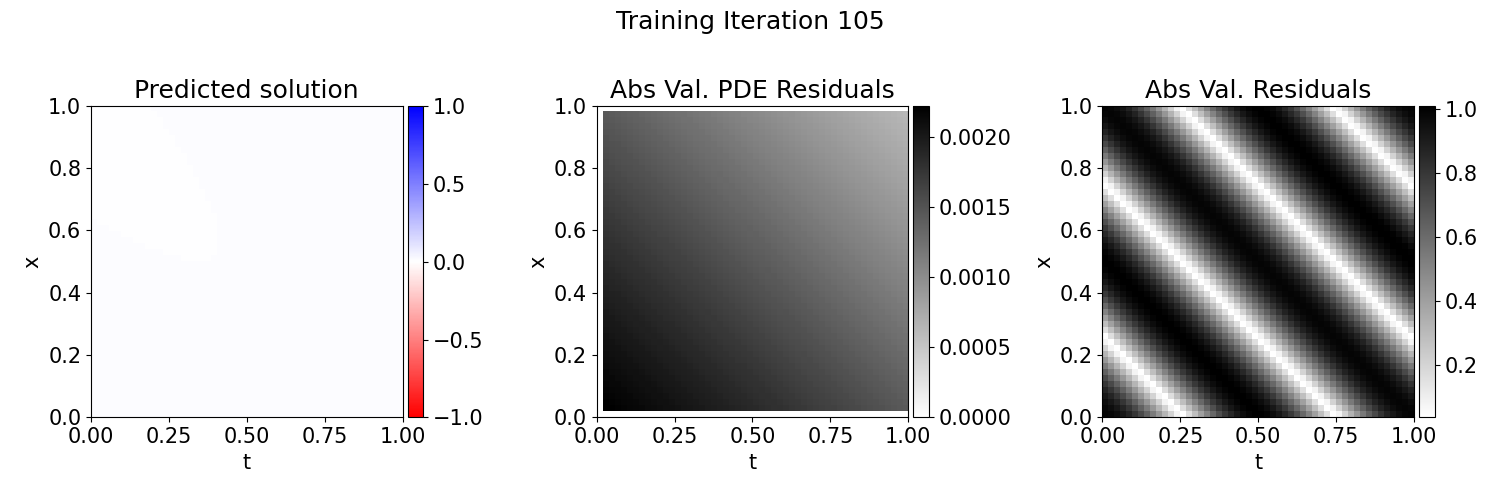 Training Iteration 105
Predicted solution
1.0
0.8
0.6
0.4
0.2
0.0
x
0.00 0.25 0.50 0.75 1.00
t
1.0
0.5
0.0
−0.5
−1.0
Abs Val. PDE Residuals
1.0
0.8
0.6
0.4
0.2
0.0
x
0.00 0.25 0.50 0.75 1.00
t
0.0020
0.0015
0.0010
0.0005
0.0000
Abs Val. Residuals
1.0
0.8
0.6
0.4
0.2
0.0
x
0.00 0.25 0.50 0.75 1.00
t
1.0
0.8
0.6
0.4
0.2